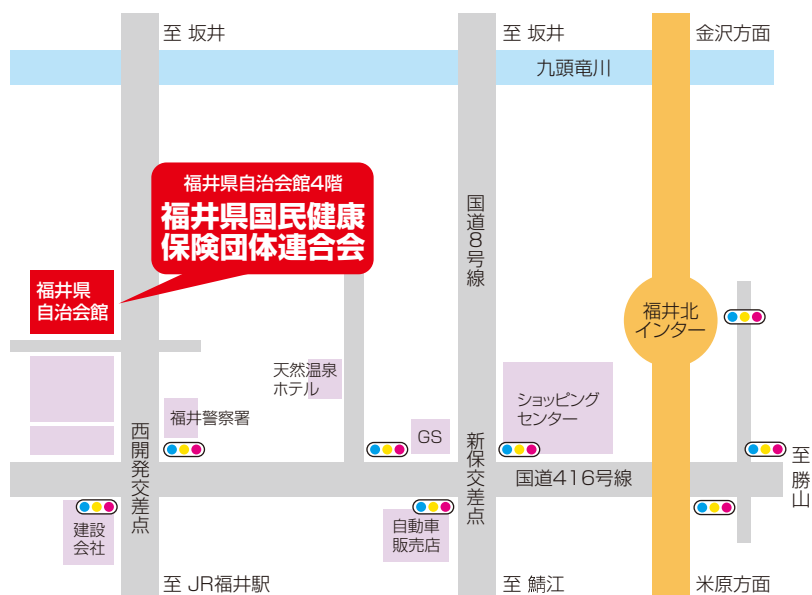 至 坂井
至 坂井
金沢方面
九頭竜川
福井県自治会館4階
福井県国民健康
保険団体連合会
国道8号線
福井県
自治会館
福井北
インター
天然温泉
ホテル
ショッピング
センター
福井警察署
GS
西開発交差点
新保交差点
国道416号線
至 勝山
建設
会社
自動車
販売店
至 JR福井駅
至 鯖江
米原方面